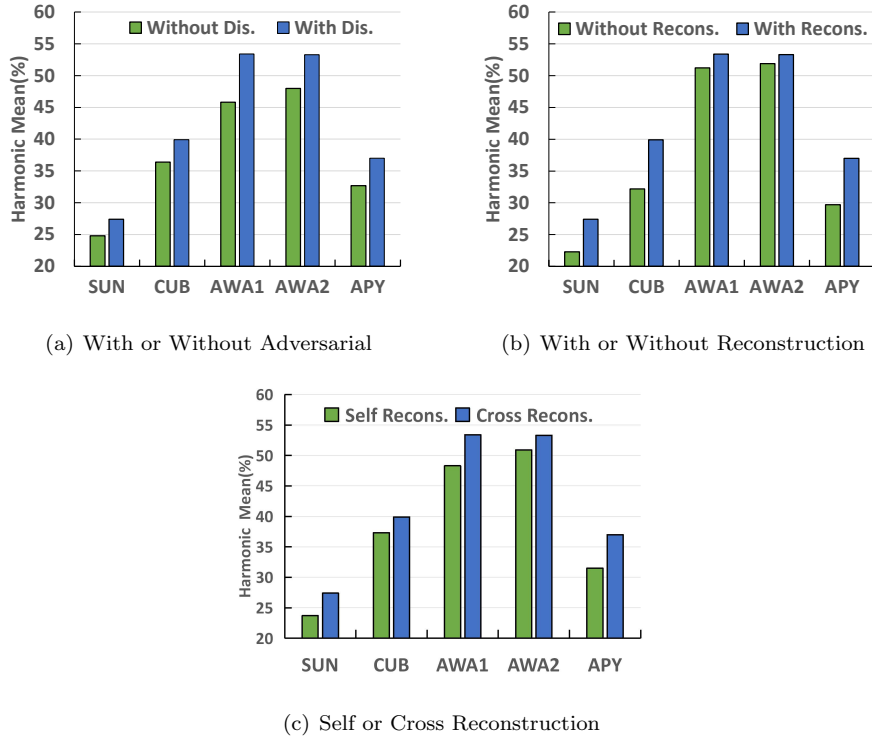 Without Dis. With Dis.
Harmonic Mean(%)
60
55
50
45
40
35
30
25
20
SUN CUB AWA1 AWA2 APY
(a) With or Without Adversarial
Without Recons. With Recons.
Harmonic Mean(%)
60
55
50
45
40
35
30
25
20
SUN CUB AWA1 AWA2 APY
(b) With or Without Reconstruction
Self Recons. Cross Recons.
Harmonic Mean(%)
60
55
50
45
40
35
30
25
20
SUN CUB AWA1 AWA2 APY
(c) Self or Cross Reconstruction